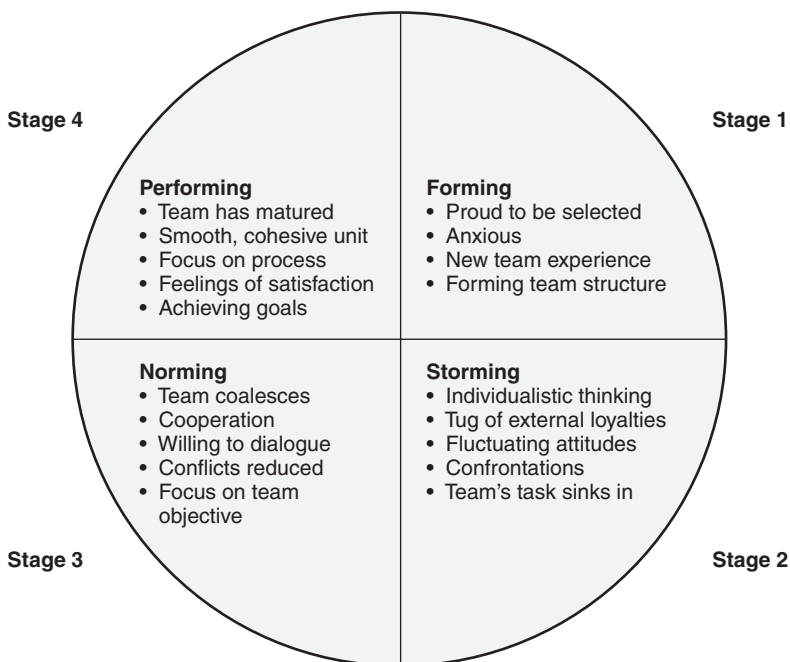 Stage 4
Stage 1
Performing
• Team has matured
• Smooth, cohesive unit
• Focus on process
• Feelings of satisfaction
• Achieving goals
Forming
• Proud to be selected
• Anxious
• New team experience
• Forming team structure
Norming
• Team coalesces
• Cooperation
• Willing to dialogue
• Conflicts reduced
• Focus on team
objective
Storming
• Individualistic thinking
• Tug of external loyalties
• Fluctuating attitudes
• Confrontations
• Team's task sinks in
Stage 3
Stage 2